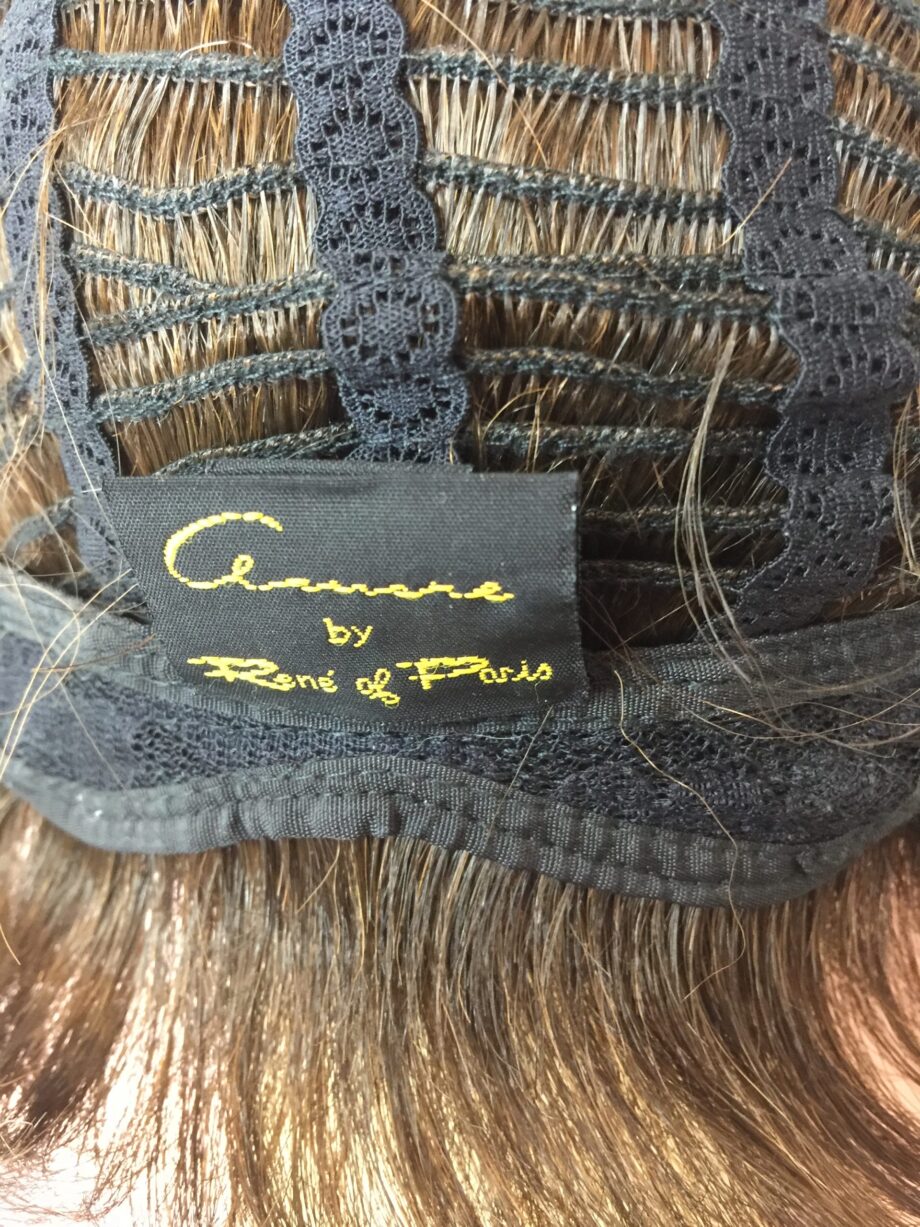 Amore
by
René of Paris